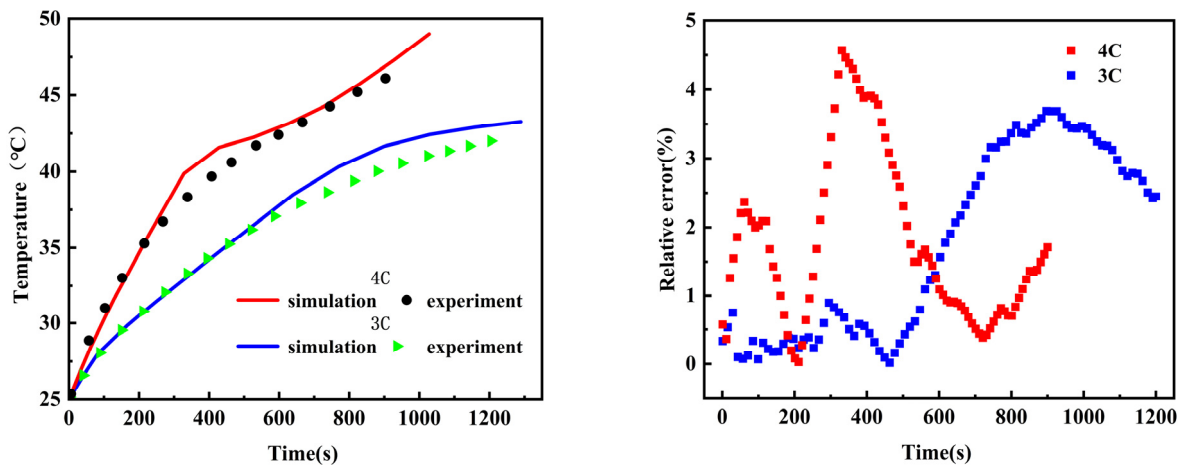 50
45
40
35
30
25
Temperature（°C）
0 200 400 600 800 1000 1200
Time(s)
4C
simulation experiment
3C
simulation experiment
5
4
3
2
1
0
Relative error(%)
0 200 400 600 800 1000 1200
Time(s)
4C
3C